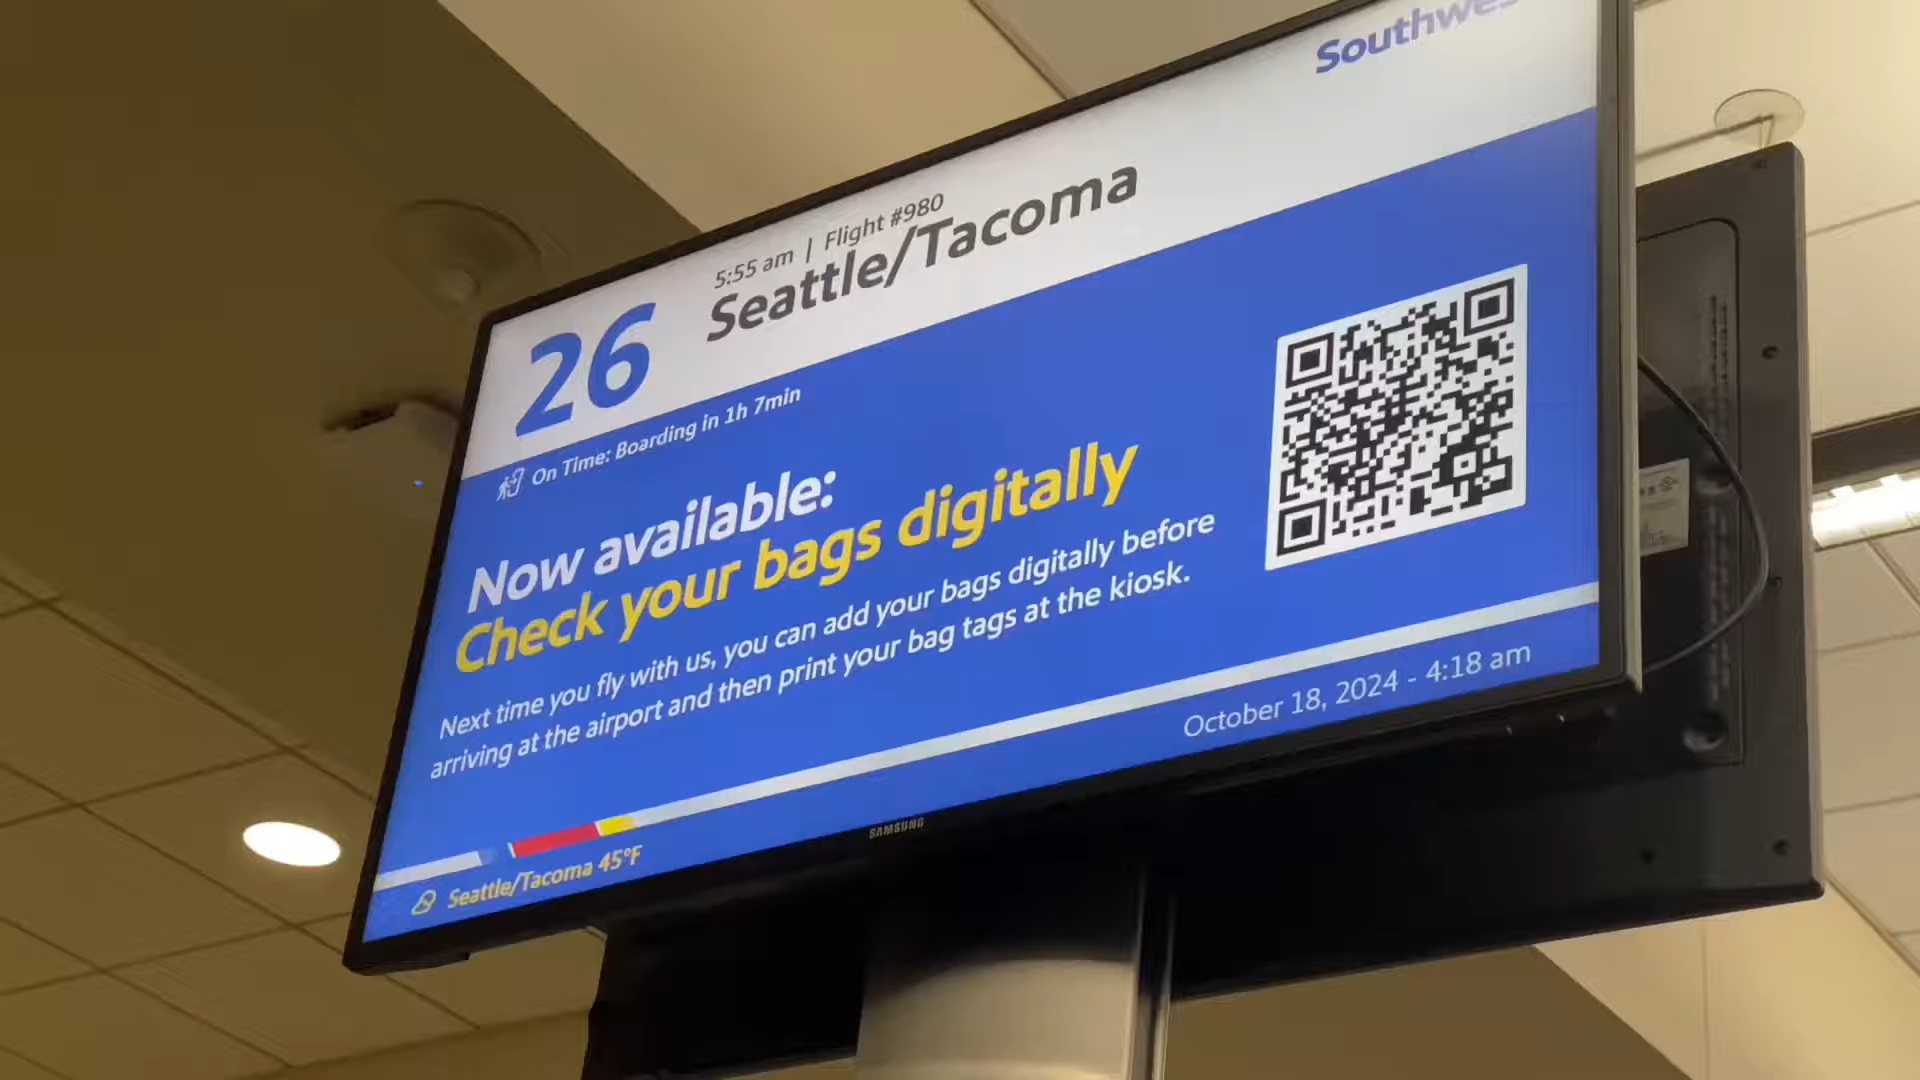 Southwes
5:55 am | Flight #980
26 Seattle/Tacoma
On Time: Boarding in 1h 7min
Now available:
Check your bags digitally
Next time you fly with us, you can add your bags digitally before
arriving at the airport and then print your bag tags at the kiosk.
October 18, 2024 - 4:18 am
Seattle/Tacoma 45°F
SAMSUNG